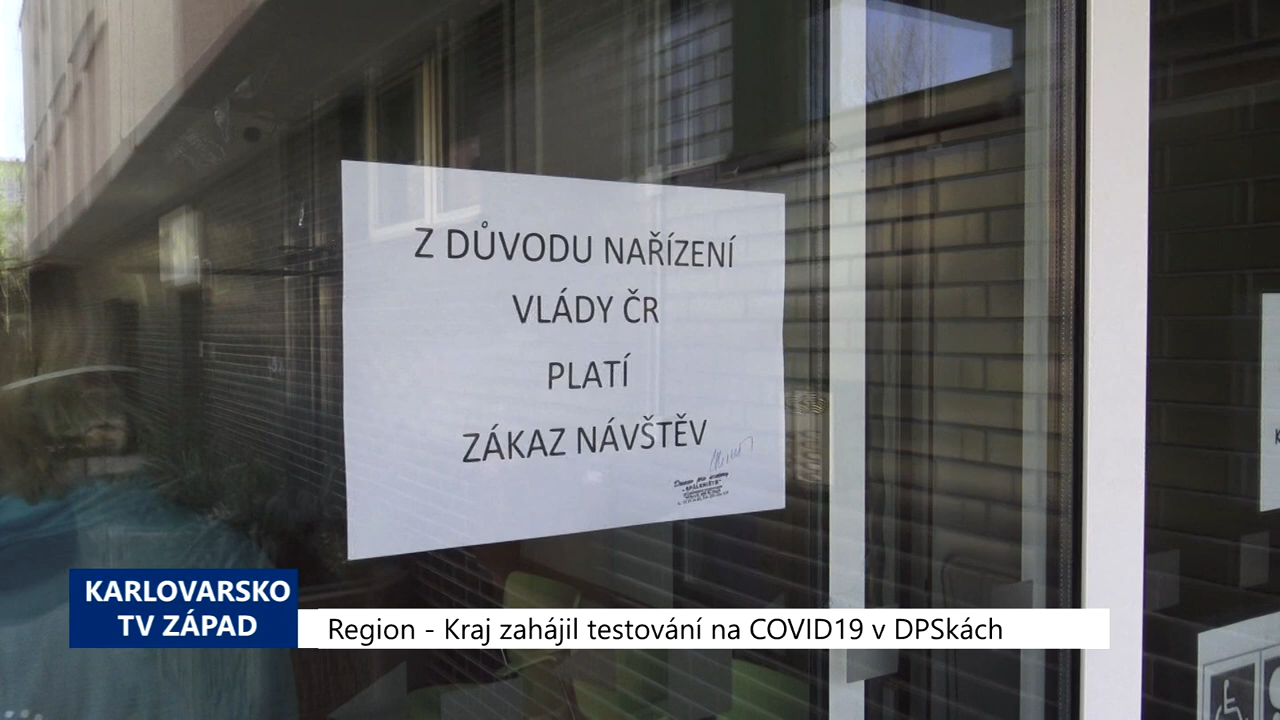 Z DŮVODU NAŘÍZENÍ
VLÁDY ČR
PLATÍ
ZÁKAZ NÁVŠTĚV
KARLOVARSKO
TV ZÁPAD
Region - Kraj zahájil testování na COVID19 v DPSkách